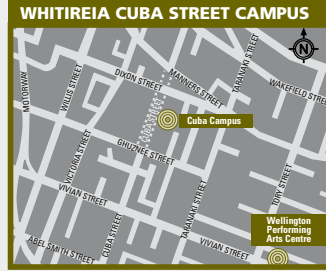 WHITIREIA CUBA STREET CAMPUS
MOTORWAY
WILLIS STREET
DIXON STREET
MANNERS STREET
TARANAKI STREET
WAKEFIELD STREET
N
CUBA STREET
Cuba Campus
VICTORIA STREET
GHUZNEE STREET
VIVIAN STREET
TORY STREET
ABEL SMITH STREET
CUBA STREET
TARANAKI STREET
VIVIAN STREET
Wellington
Performing
Arts Centre